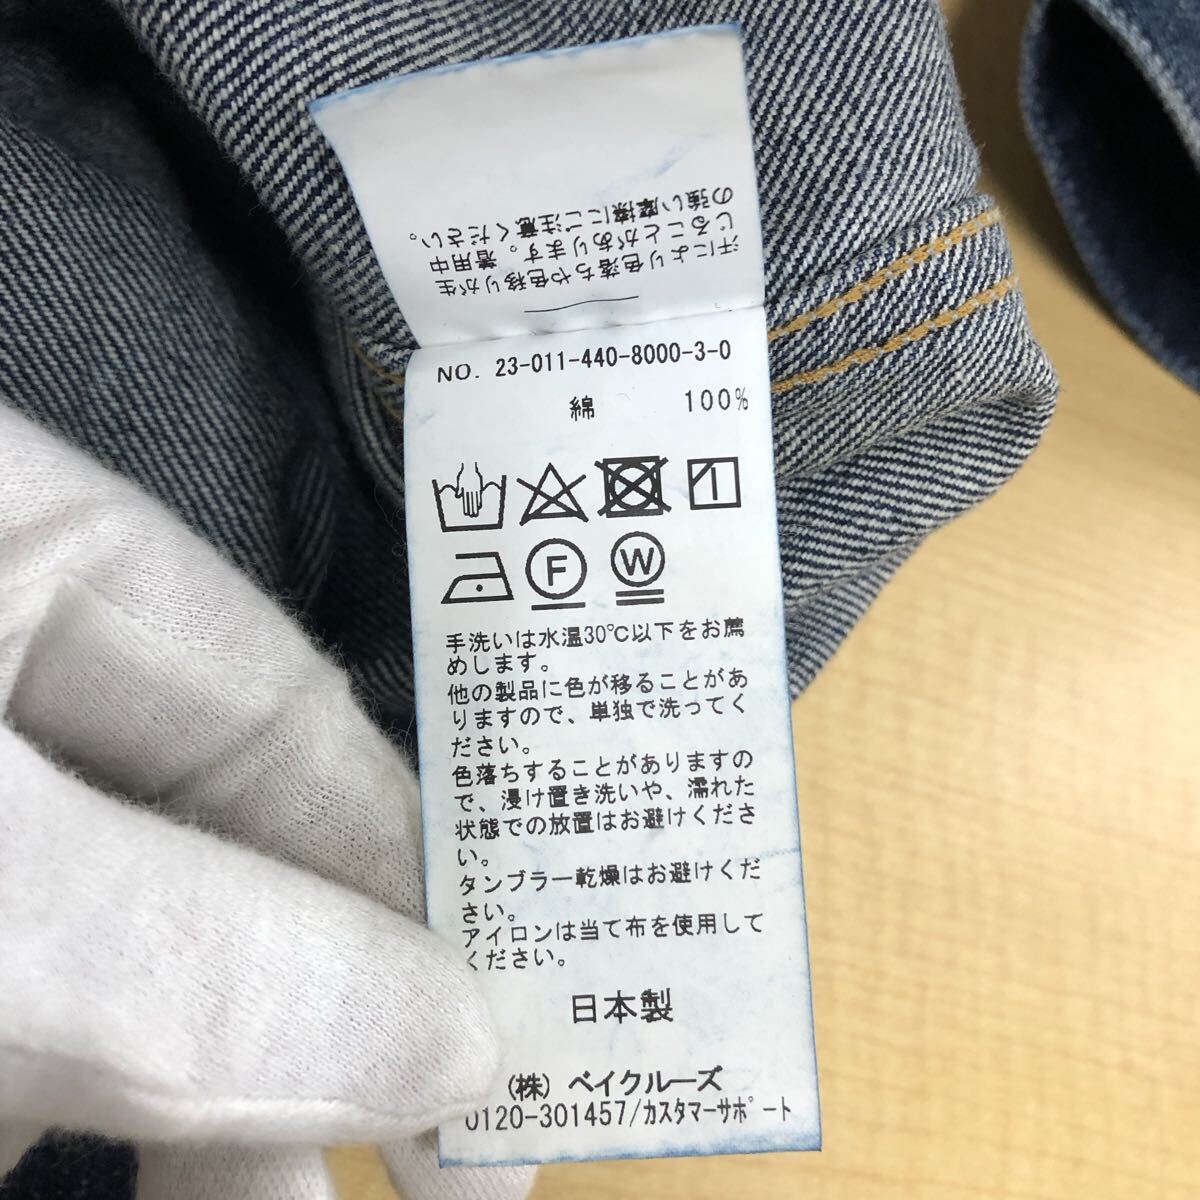 汗により色落ちや色移りが生
じることがあります。着用中
の強い摩擦にご注意ください。
NO. 23-011-440-8000-3-0
綿 100%
F W
手洗いは水温30℃以下をお薦
めします。
他の製品に色が移ることがあ
りますので、単独で洗ってく
ださい。
色落ちすることがありますの
で、浸け置き洗いや、濡れた
状態での放置はお避けくださ
い。
タンブラー乾燥はお避けくだ
さい。
アイロンは当て布を使用して
ください。
日本製
(株) ベイクルーズ
0120-301457/カスタマーサポート